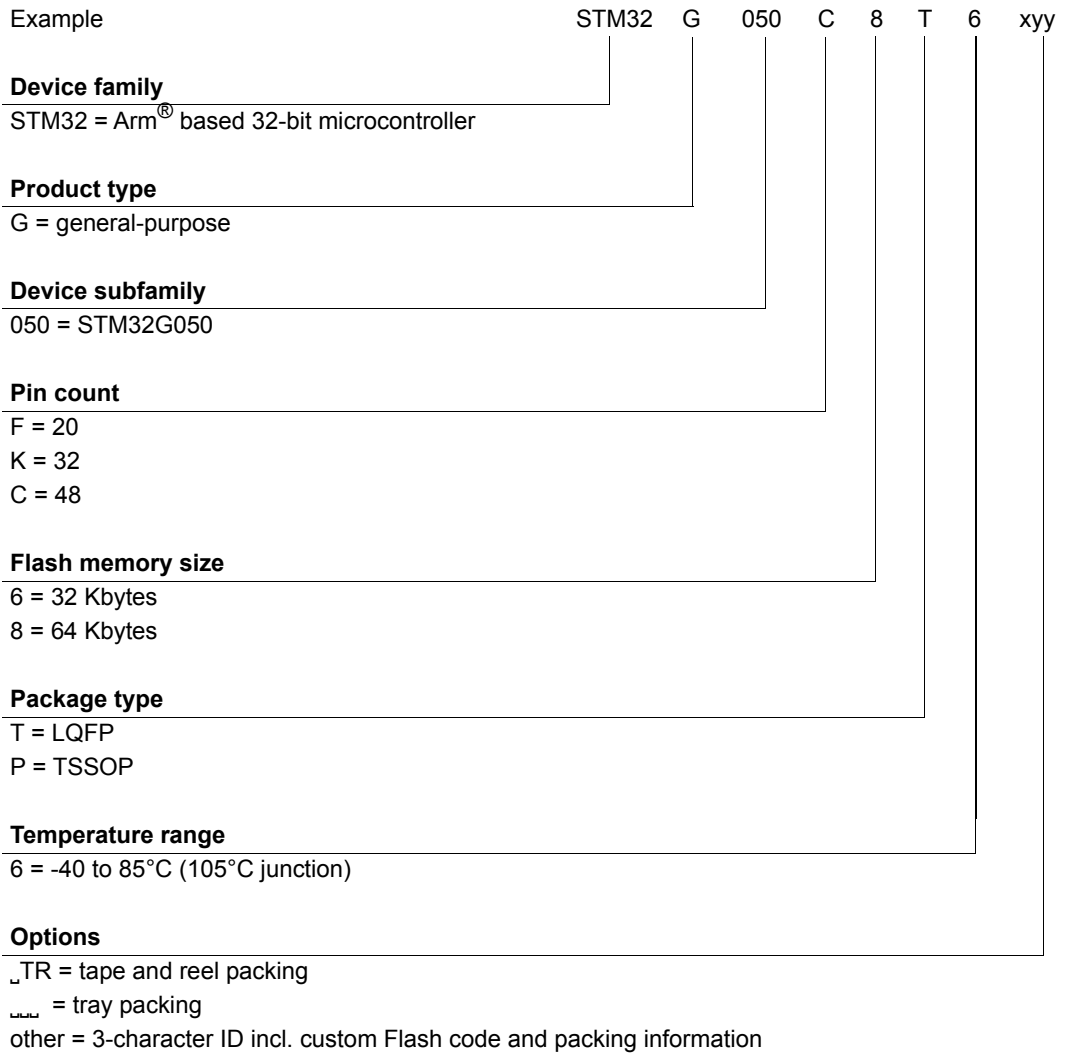 Example STM32 G 050 C 8 T 6 xyy
Device family
STM32 = Arm® based 32-bit microcontroller
Product type
G = general-purpose
Device subfamily
050 = STM32G050
Pin count
F = 20
K = 32
C = 48
Flash memory size
6 = 32 Kbytes
8 = 64 Kbytes
Package type
T = LQFP
P = TSSOP
Temperature range
6 = -40 to 85°C (105°C junction)
Options
␣TR = tape and reel packing
␣␣␣ = tray packing
other = 3-character ID incl. custom Flash code and packing information